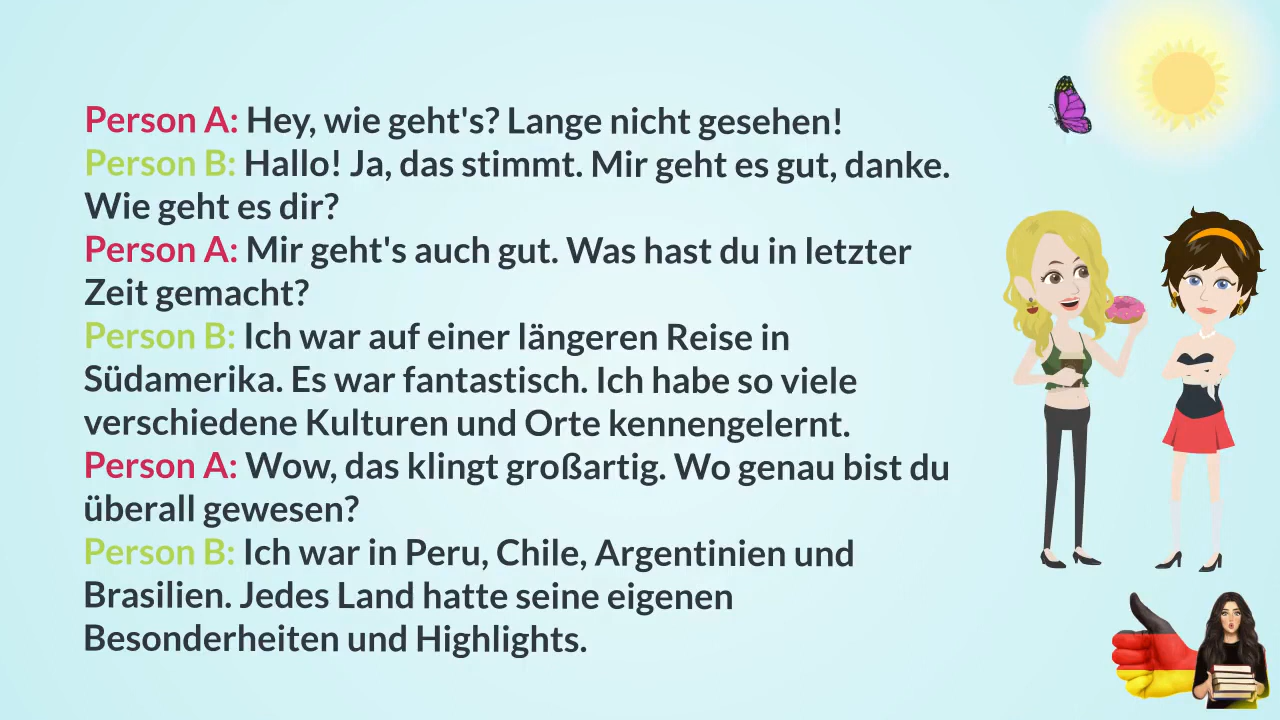 Person A: Hey, wie geht's? Lange nicht gesehen!
Person B: Hallo! Ja, das stimmt. Mir geht es gut, danke.
Wie geht es dir?
Person A: Mir geht's auch gut. Was hast du in letzter
Zeit gemacht?
Person B: Ich war auf einer längeren Reise in
Südamerika. Es war fantastisch. Ich habe so viele
verschiedene Kulturen und Orte kennengelernt.
Person A: Wow, das klingt großartig. Wo genau bist du
überall gewesen?
Person B: Ich war in Peru, Chile, Argentinien und
Brasilien. Jedes Land hatte seine eigenen
Besonderheiten und Highlights.